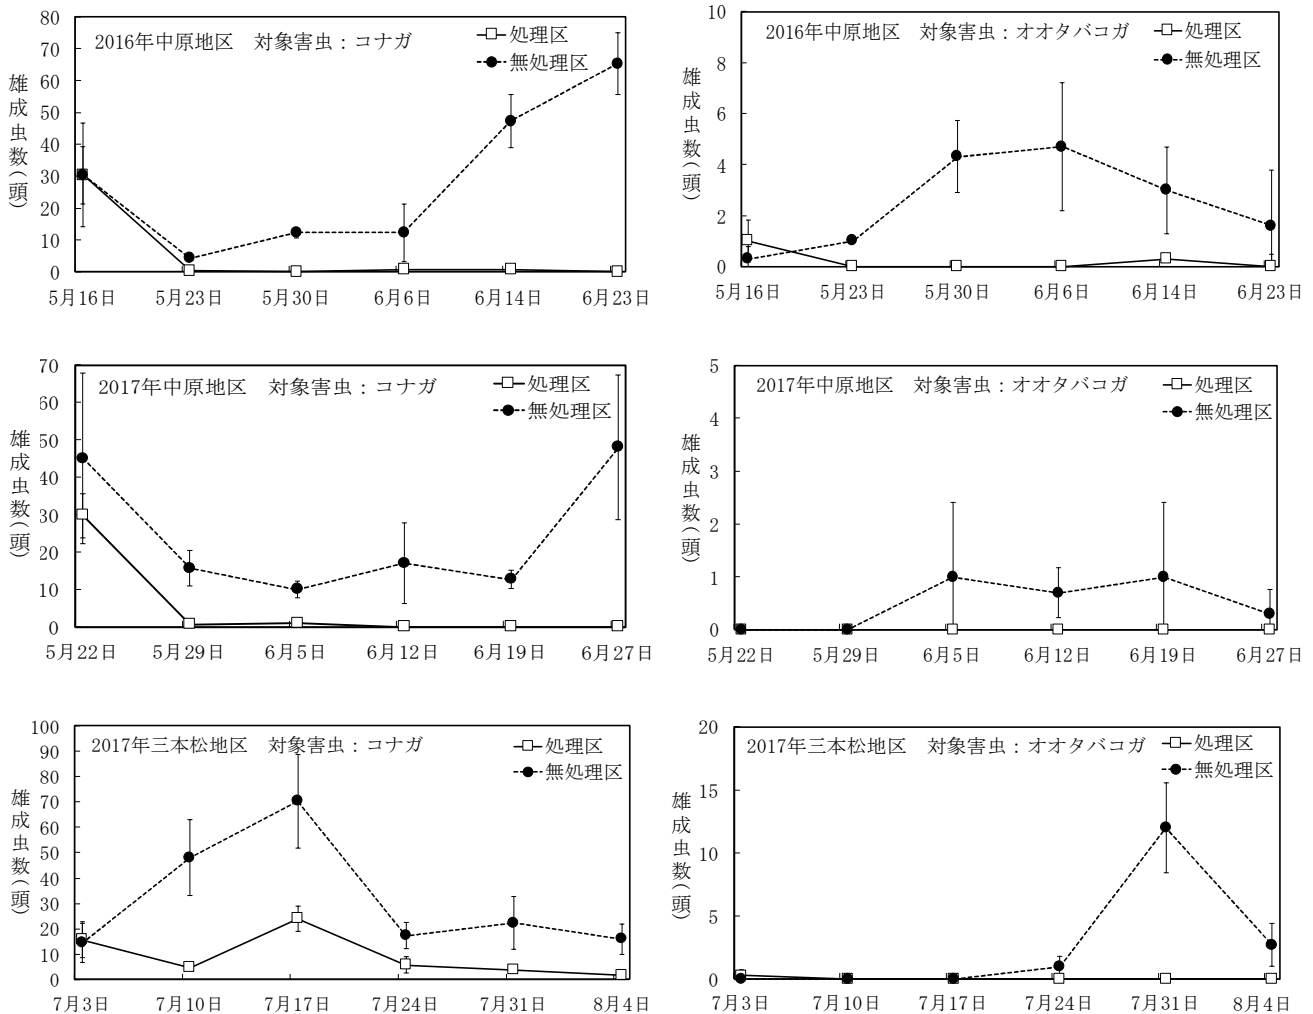 2016年中原地区　対象害虫：コナガ
処理区
無処理区
雄成虫数(頭)
80
70
60
50
40
30
20
10
0
5月16日 5月23日 5月30日 6月6日 6月14日 6月23日
2016年中原地区　対象害虫：オオタバコガ
処理区
無処理区
雄成虫数(頭)
10
8
6
4
2
0
5月16日 5月23日 5月30日 6月6日 6月14日 6月23日
2017年中原地区　対象害虫：コナガ
処理区
無処理区
雄成虫数(頭)
70
60
50
40
30
20
10
0
5月22日 5月29日 6月5日 6月12日 6月19日 6月27日
2017年中原地区　対象害虫：オオタバコガ
処理区
無処理区
雄成虫数(頭)
5
4
3
2
1
0
5月22日 5月29日 6月5日 6月12日 6月19日 6月27日
2017年三本松地区　対象害虫：コナガ
処理区
無処理区
雄成虫数(頭)
100
90
80
70
60
50
40
30
20
10
0
7月3日 7月10日 7月17日 7月24日 7月31日 8月4日
2017年三本松地区　対象害虫：オオタバコガ
処理区
無処理区
雄成虫数(頭)
20
15
10
5
0
7月3日 7月10日 7月17日 7月24日 7月31日 8月4日